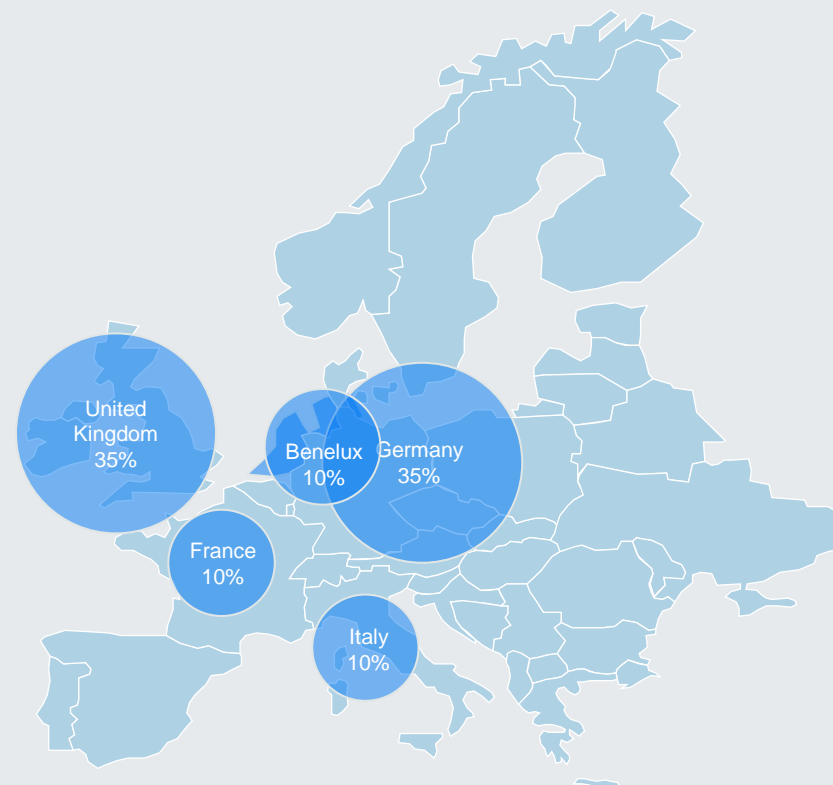 United
Kingdom
35%
Benelux
10%
Germany
35%
France
10%
Italy
10%